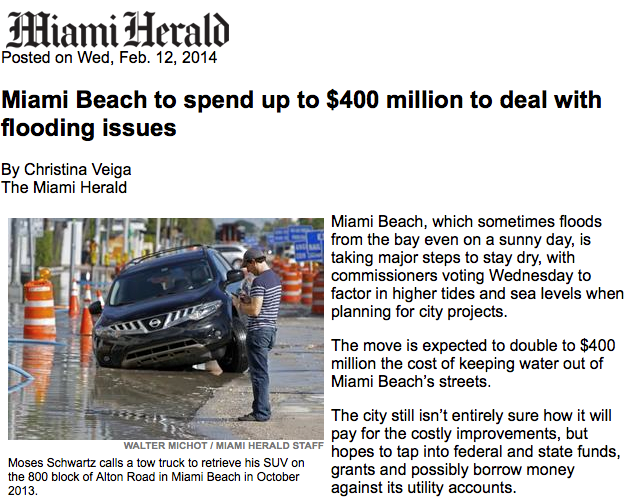 Miami Herald
Posted on Wed, Feb. 12, 2014
Miami Beach to spend up to $400 million to deal with
flooding issues
By Christina Veiga
The Miami Herald
Miami Beach, which sometimes floods
from the bay even on a sunny day, is
taking major steps to stay dry, with
commissioners voting Wednesday to
factor in higher tides and sea levels when
planning for city projects.
The move is expected to double to $400
million the cost of keeping water out of
Miami Beach's streets.
The city still isn't entirely sure how it will
pay for the costly improvements, but
hopes to tap into federal and state funds,
grants and possibly borrow money
against its utility accounts.
WALTER MICHOT / MIAMI HERALD STAFF
Moses Schwartz calls a tow truck to retrieve his SUV on
the 800 block of Alton Road in Miami Beach in October
2013.